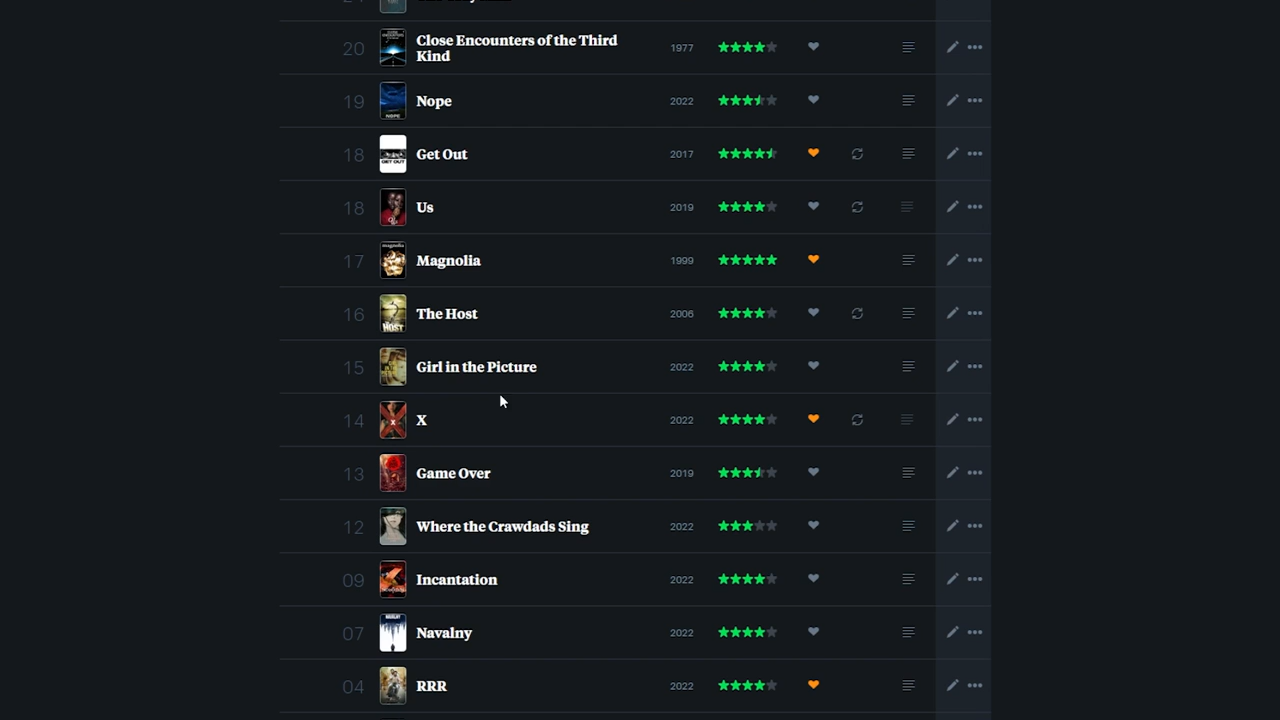 20 Close Encounters of the Third Kind 1977
19 Nope 2022
18 Get Out 2017
18 Us 2019
17 Magnolia 1999
16 The Host 2006
15 Girl in the Picture 2022
14 X 2022
13 Game Over 2019
12 Where the Crawdads Sing 2022
09 Incantation 2022
07 Navalny 2022
04 RRR 2022